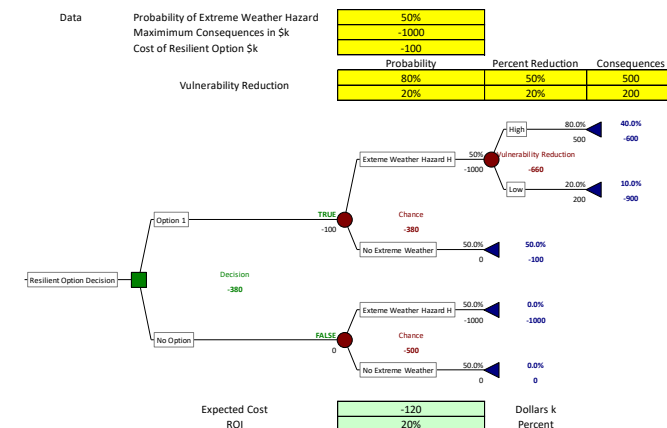 Data Probability of Extreme Weather Hazard 50%
Maximimum Consequences in $k -1000
Cost of Resilient Option $k -100
Probability Percent Reduction Consequences
Vulnerability Reduction
80% 50% 500
20% 20% 200
High 80.0% 40.0%
500 -600
Exteme Weather Hazard H 50% Vulnerability Reduction
-1000 -660
Low 20.0% 10.0%
200 -900
Option 1 TRUE Chance
-100 -380
No Extreme Weather 50.0% 50.0%
0 -100
Resilient Option Decision Decision
-380
Exteme Weather Hazard H 50.0% 0.0%
-1000 -1000
No Option FALSE Chance
0 -500
No Extreme Weather 50.0% 0.0%
0 0
Expected Cost -120 Dollars k
ROI 20% Percent